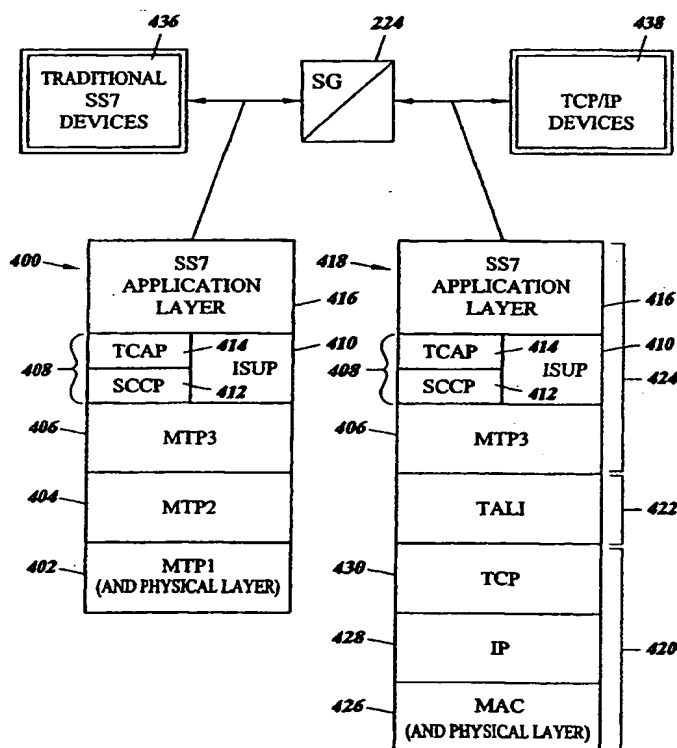 436
224
438
TRADITIONAL
SS7
DEVICES
SG
TCP/IP
DEVICES
400
SS7
APPLICATION
LAYER
416
408
TCAP
414
ISUP
410
SCCP
412
406
MTP3
404
MTP2
402
MTP1
(AND PHYSICAL LAYER)
418
SS7
APPLICATION
LAYER
416
408
TCAP
414
ISUP
410
SCCP
412
424
406
MTP3
TALI
422
430
TCP
428
IP
420
426
MAC
(AND PHYSICAL LAYER)